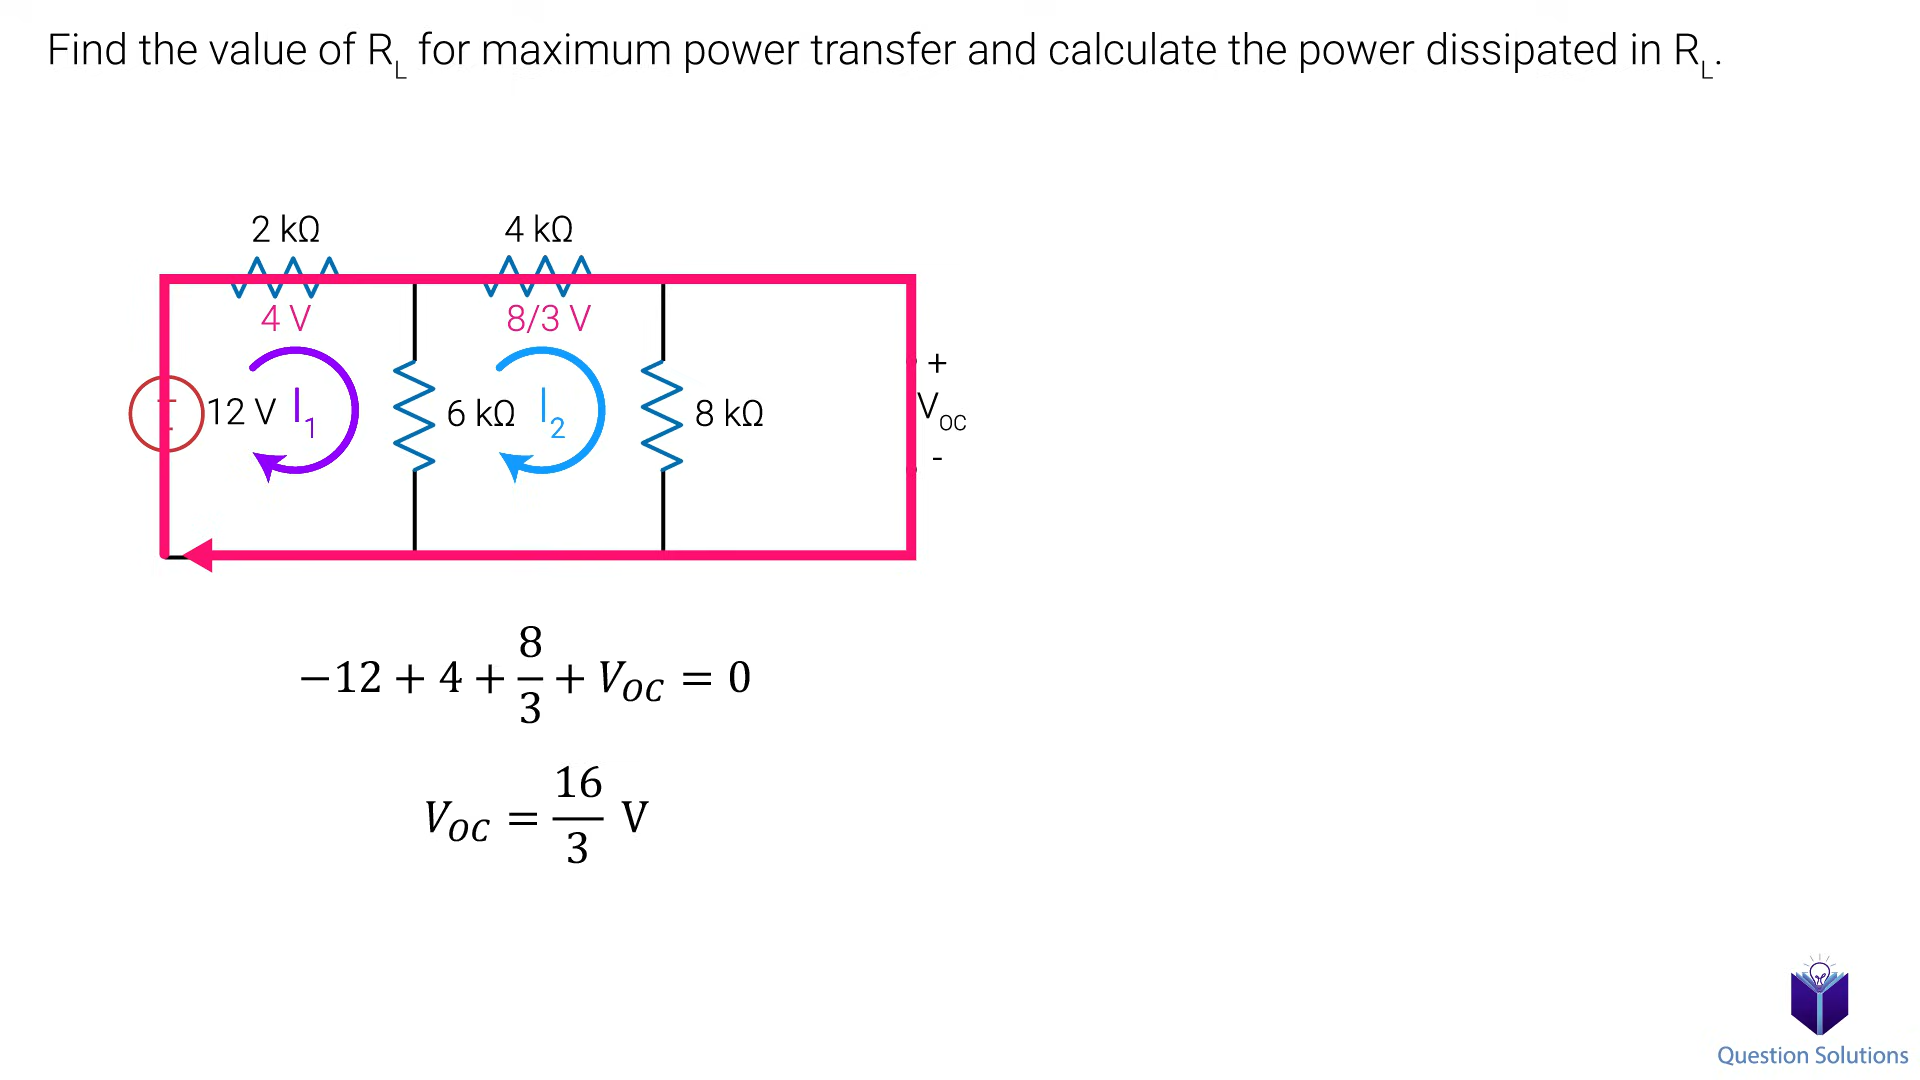 Find the value of R_L for maximum power transfer and calculate the power dissipated in R_L.
2 kΩ
4 kΩ
4 V
8/3 V
12 V
I₁
6 kΩ
I₂
8 kΩ
+
V_OC
-
−12 + 4 + 8/3 + V_OC = 0
V_OC = 16/3 V
Question Solutions